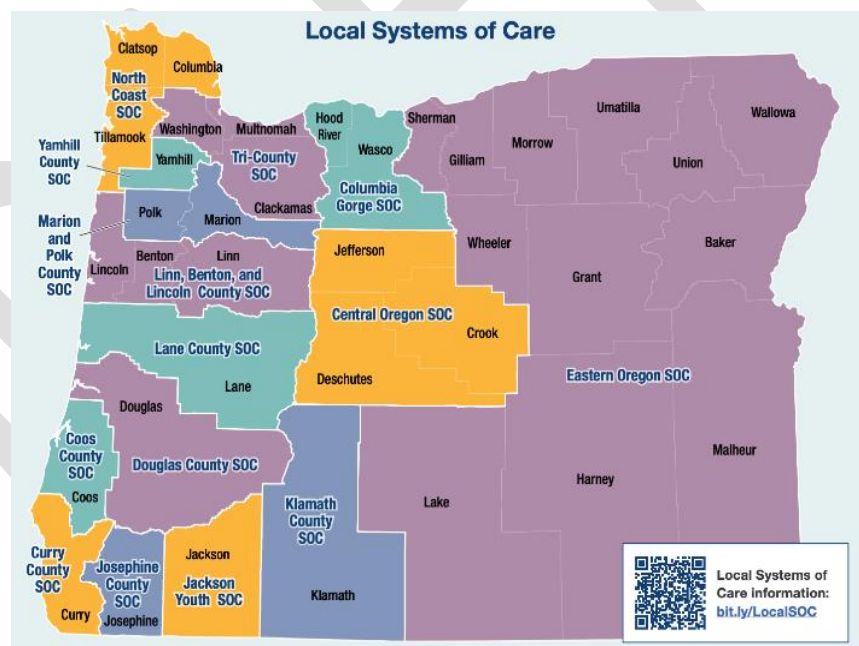 Local Systems of Care
Clatsop
Columbia
North
Coast
SOC
Tillamook
Washington
Multnomah
Tri-County
SOC
Clackamas
Hood
River
Wasco
Columbia
Gorge SOC
Sherman
Gilliam
Morrow
Umatilla
Union
Wallowa
Yamhill
County
SOC
Yamhill
Marion
and
Polk
County
SOC
Polk
Marion
Lincoln
Benton
Linn
Linn, Benton, and
Lincoln County SOC
Jefferson
Central Oregon SOC
Crook
Deschutes
Wheeler
Grant
Baker
Eastern Oregon SOC
Lane County SOC
Lane
Douglas
Douglas County SOC
Coos
County
SOC
Coos
Klamath
County
SOC
Klamath
Lake
Harney
Malheur
Curry
County
SOC
Curry
Josephine
County
SOC
Josephine
Jackson
Jackson
Youth SOC
Local Systems of
Care information:
bit.ly/LocalSOC